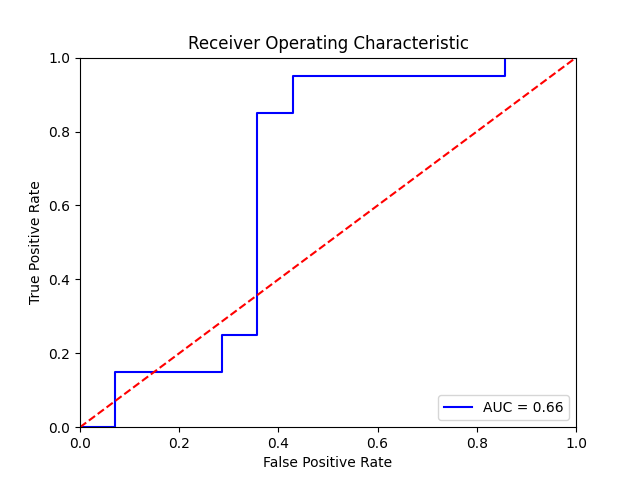 Receiver Operating Characteristic
1.0
0.8
0.6
0.4
0.2
0.0
True Positive Rate
AUC = 0.66
0.0 0.2 0.4 0.6 0.8 1.0
False Positive Rate